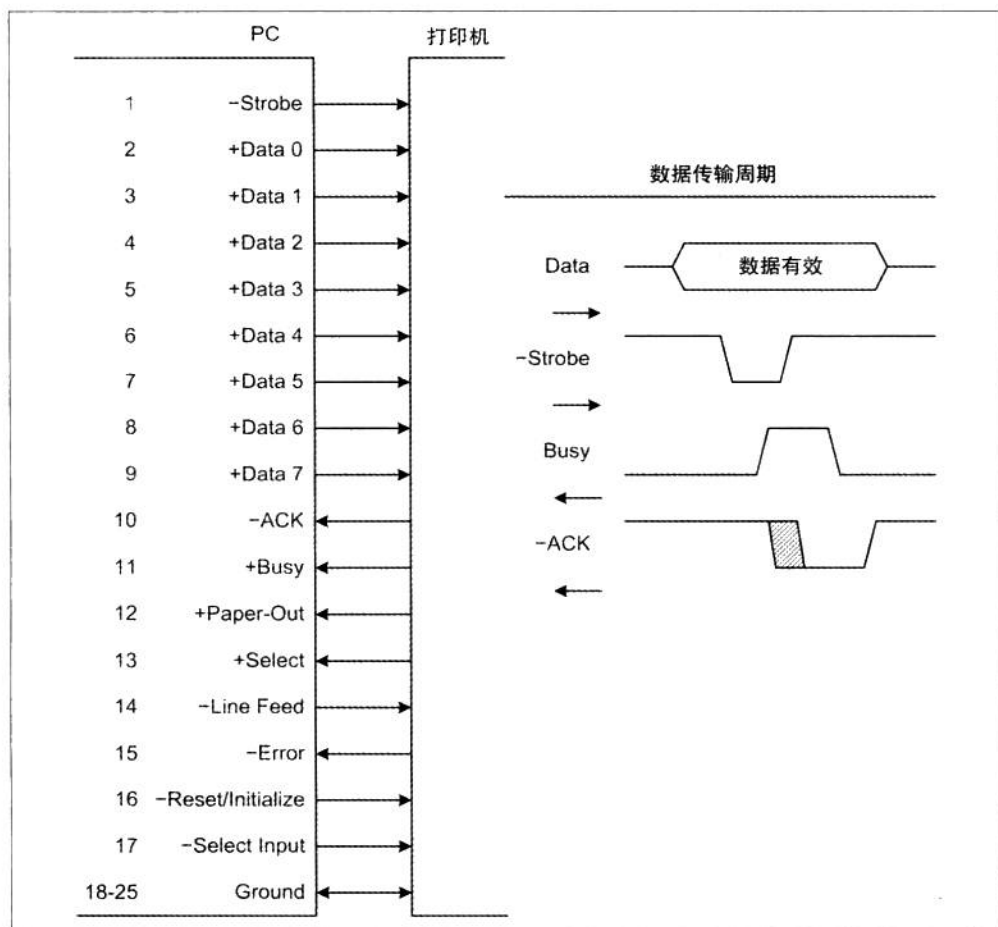 PC
打印机
1 −Strobe
2 +Data 0
3 +Data 1
4 +Data 2
5 +Data 3
6 +Data 4
7 +Data 5
8 +Data 6
9 +Data 7
10 −ACK
11 +Busy
12 +Paper-Out
13 +Select
14 −Line Feed
15 −Error
16 −Reset/Initialize
17 −Select Input
18-25 Ground
数据传输周期
Data
数据有效
−Strobe
Busy
−ACK